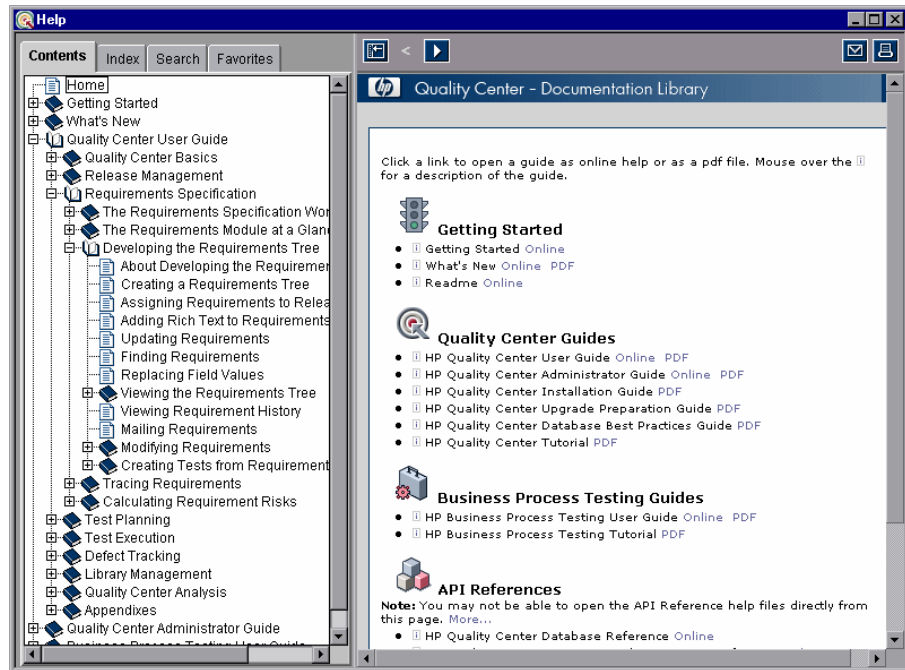 Help
Contents Index Search Favorites
Home
Getting Started
What's New
Quality Center User Guide
Quality Center Basics
Release Management
Requirements Specification
The Requirements Specification Wor
The Requirements Module at a Glan
Developing the Requirements Tree
About Developing the Requiremer
Creating a Requirements Tree
Assigning Requirements to Relea
Adding Rich Text to Requirements
Updating Requirements
Finding Requirements
Replacing Field Values
Viewing the Requirements Tree
Viewing Requirement History
Mailing Requirements
Modifying Requirements
Creating Tests from Requirement
Tracing Requirements
Calculating Requirement Risks
Test Planning
Test Execution
Defect Tracking
Library Management
Quality Center Analysis
Appendixes
Quality Center Administrator Guide
Business Process Testing User Guide
hp Quality Center - Documentation Library
Click a link to open a guide as online help or as a pdf file. Mouse over the i
for a description of the guide.
Getting Started
Getting Started Online
What's New Online PDF
Readme Online
Quality Center Guides
HP Quality Center User Guide Online PDF
HP Quality Center Administrator Guide Online PDF
HP Quality Center Installation Guide PDF
HP Quality Center Upgrade Preparation Guide PDF
HP Quality Center Database Best Practices Guide PDF
HP Quality Center Tutorial PDF
Business Process Testing Guides
HP Business Process Testing User Guide Online PDF
HP Business Process Testing Tutorial PDF
API References
Note: You may not be able to open the API Reference help files directly from
this page. More...
HP Quality Center Database Reference Online